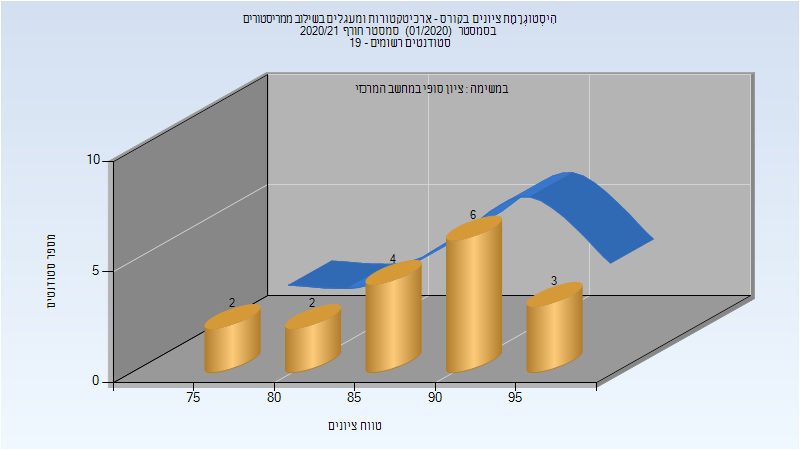 הִיסְטוֹגְרָמַת ציונים בקורס - ארכיטקטורות ומעגלים בשילוב ממריסטורים
בסמסטר (01/2020) סמסטר חורף 2020/21
סטודנטים רשומים - 19
במשימה : ציון סופי במחשב המרכזי
10
5
0
מספר סטודנטים
2
2
4
6
3
75
80
85
90
95
טווח ציונים